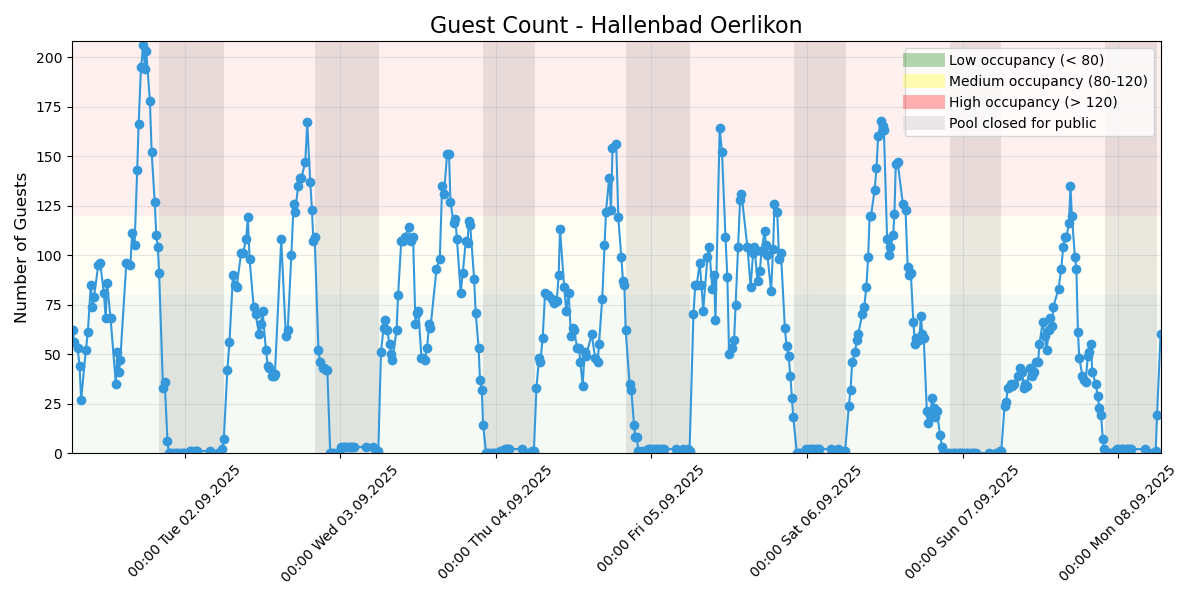 Guest Count - Hallenbad Oerlikon
Low occupancy (< 80)
Medium occupancy (80-120)
High occupancy (> 120)
Pool closed for public
Number of Guests
200
175
150
125
100
75
50
25
0
00:00 Tue 02.09.2025
00:00 Wed 03.09.2025
00:00 Thu 04.09.2025
00:00 Fri 05.09.2025
00:00 Sat 06.09.2025
00:00 Sun 07.09.2025
00:00 Mon 08.09.2025